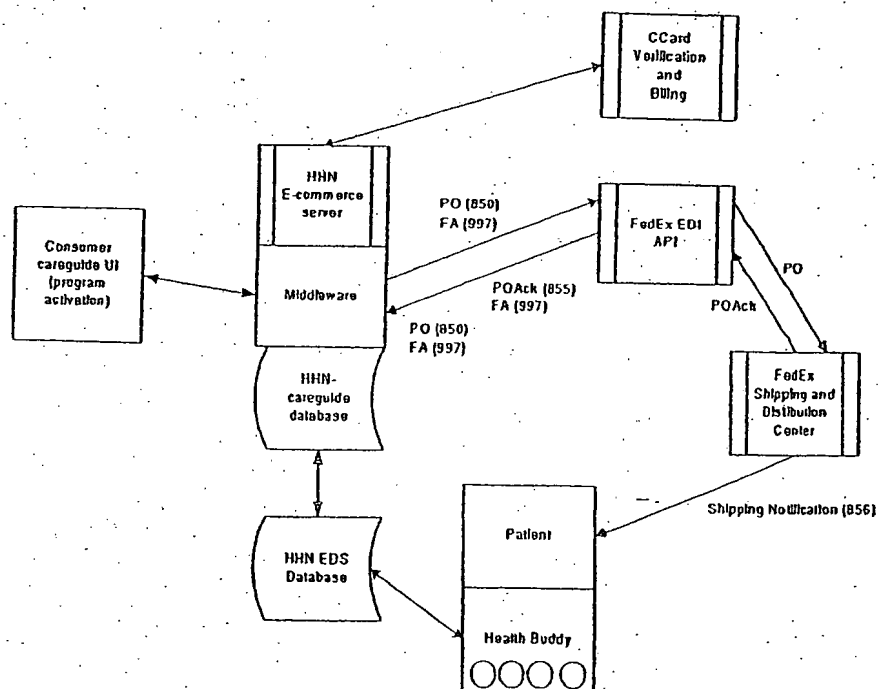 CCard
Verification
and
Billing
HHN
E-commerce
server
PO (850)
FA (997)
FedEx EDI
API
Consumer
careguide UI
(program
activation)
Middleware
POAck (855)
FA (997)
PO
POAck
PO (850)
FA (997)
HHN-
careguide
database
FedEx
Shipping and
Distribution
Center
Shipping Notification (856)
Patient
HHN EDS
Database
Health Buddy